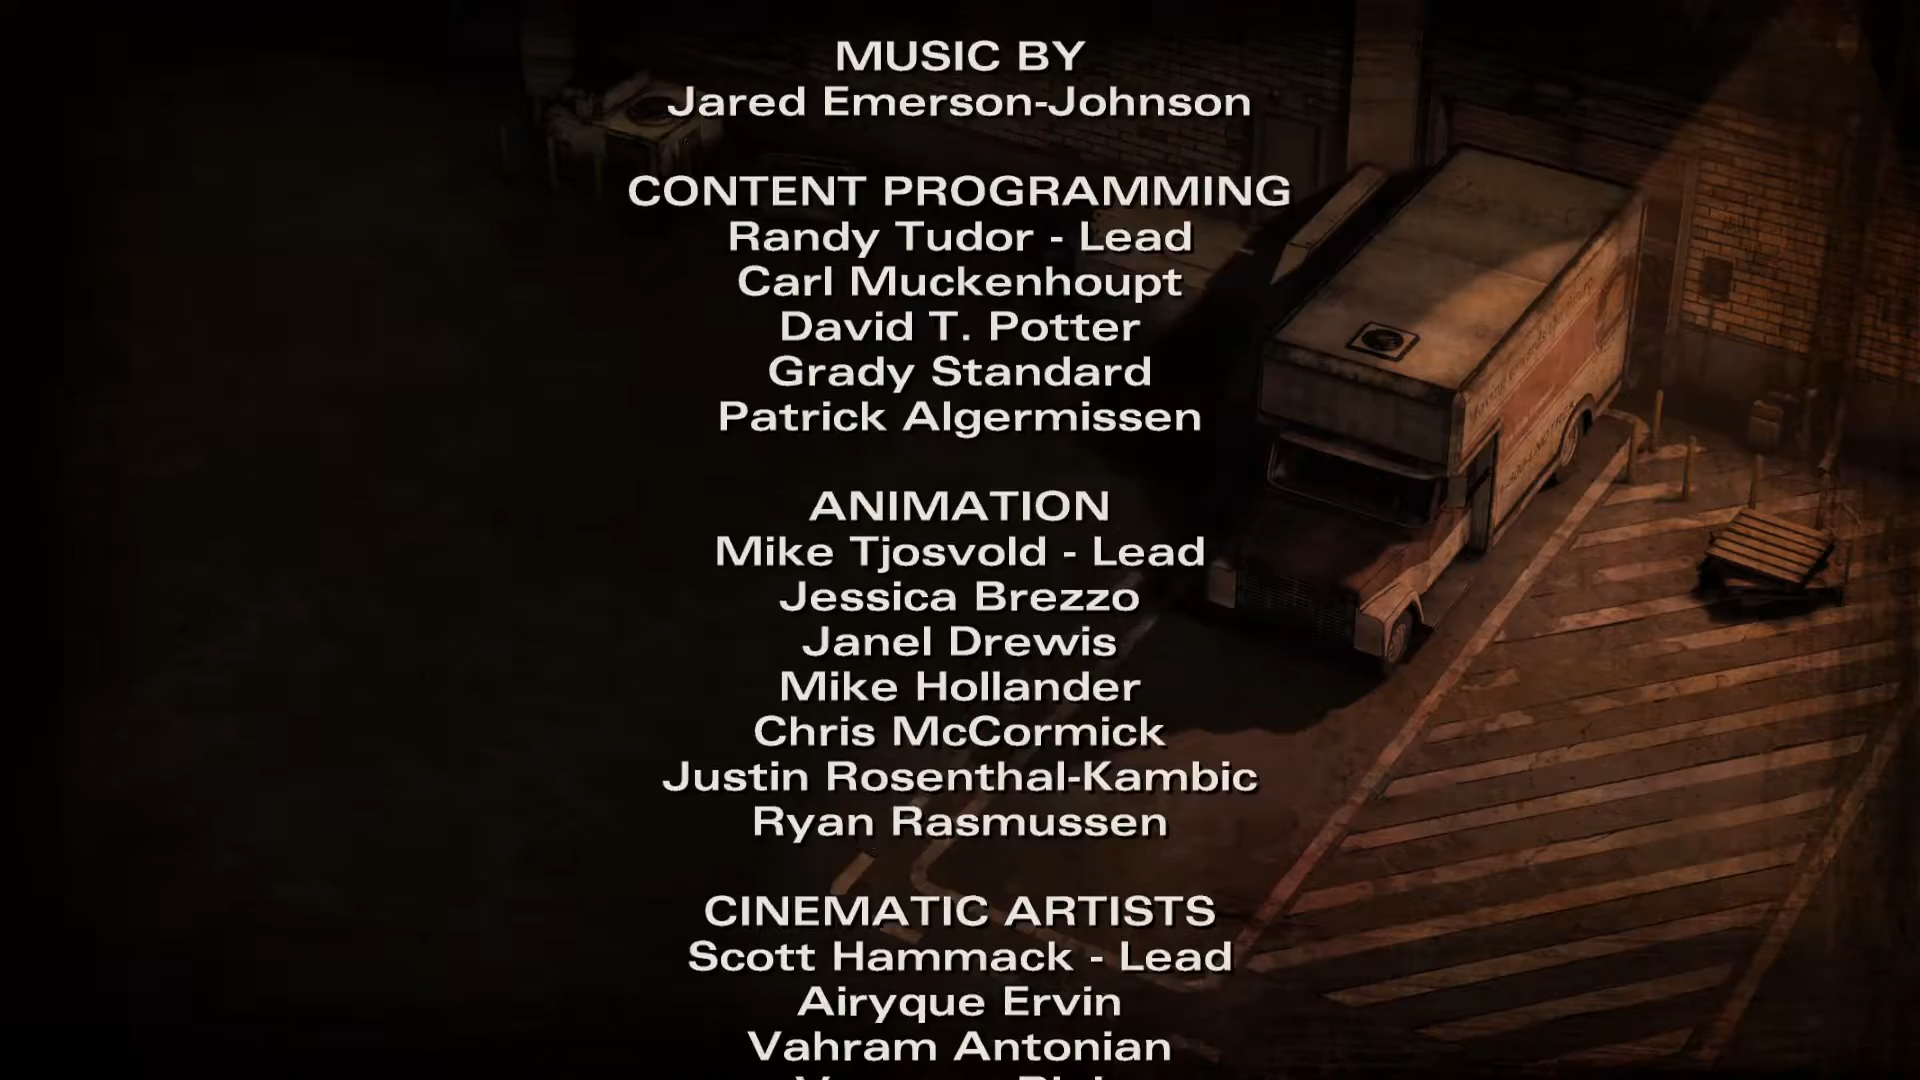 MUSIC BY
Jared Emerson-Johnson
CONTENT PROGRAMMING
Randy Tudor - Lead
Carl Muckenhoupt
David T. Potter
Grady Standard
Patrick Algermissen
ANIMATION
Mike Tjosvold - Lead
Jessica Brezzo
Janel Drewis
Mike Hollander
Chris McCormick
Justin Rosenthal-Kambic
Ryan Rasmussen
CINEMATIC ARTISTS
Scott Hammack - Lead
Airyque Ervin
Vahram Antonian